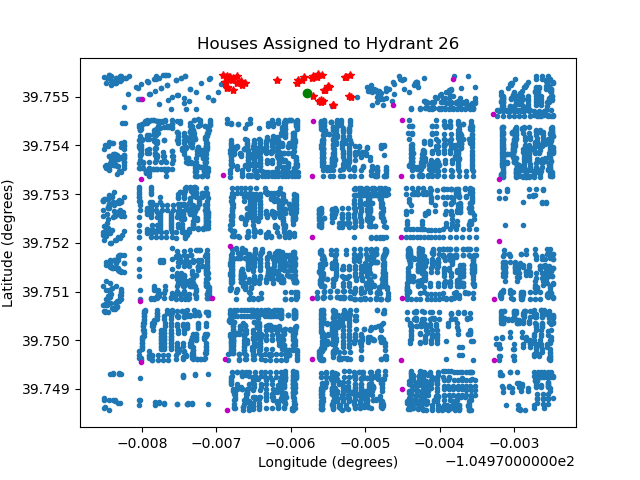 Houses Assigned to Hydrant 26
39.755
39.754
39.753
39.752
39.751
39.750
39.749
Latitude (degrees)
−0.008 −0.007 −0.006 −0.005 −0.004 −0.003
Longitude (degrees) −1.0497000000e2